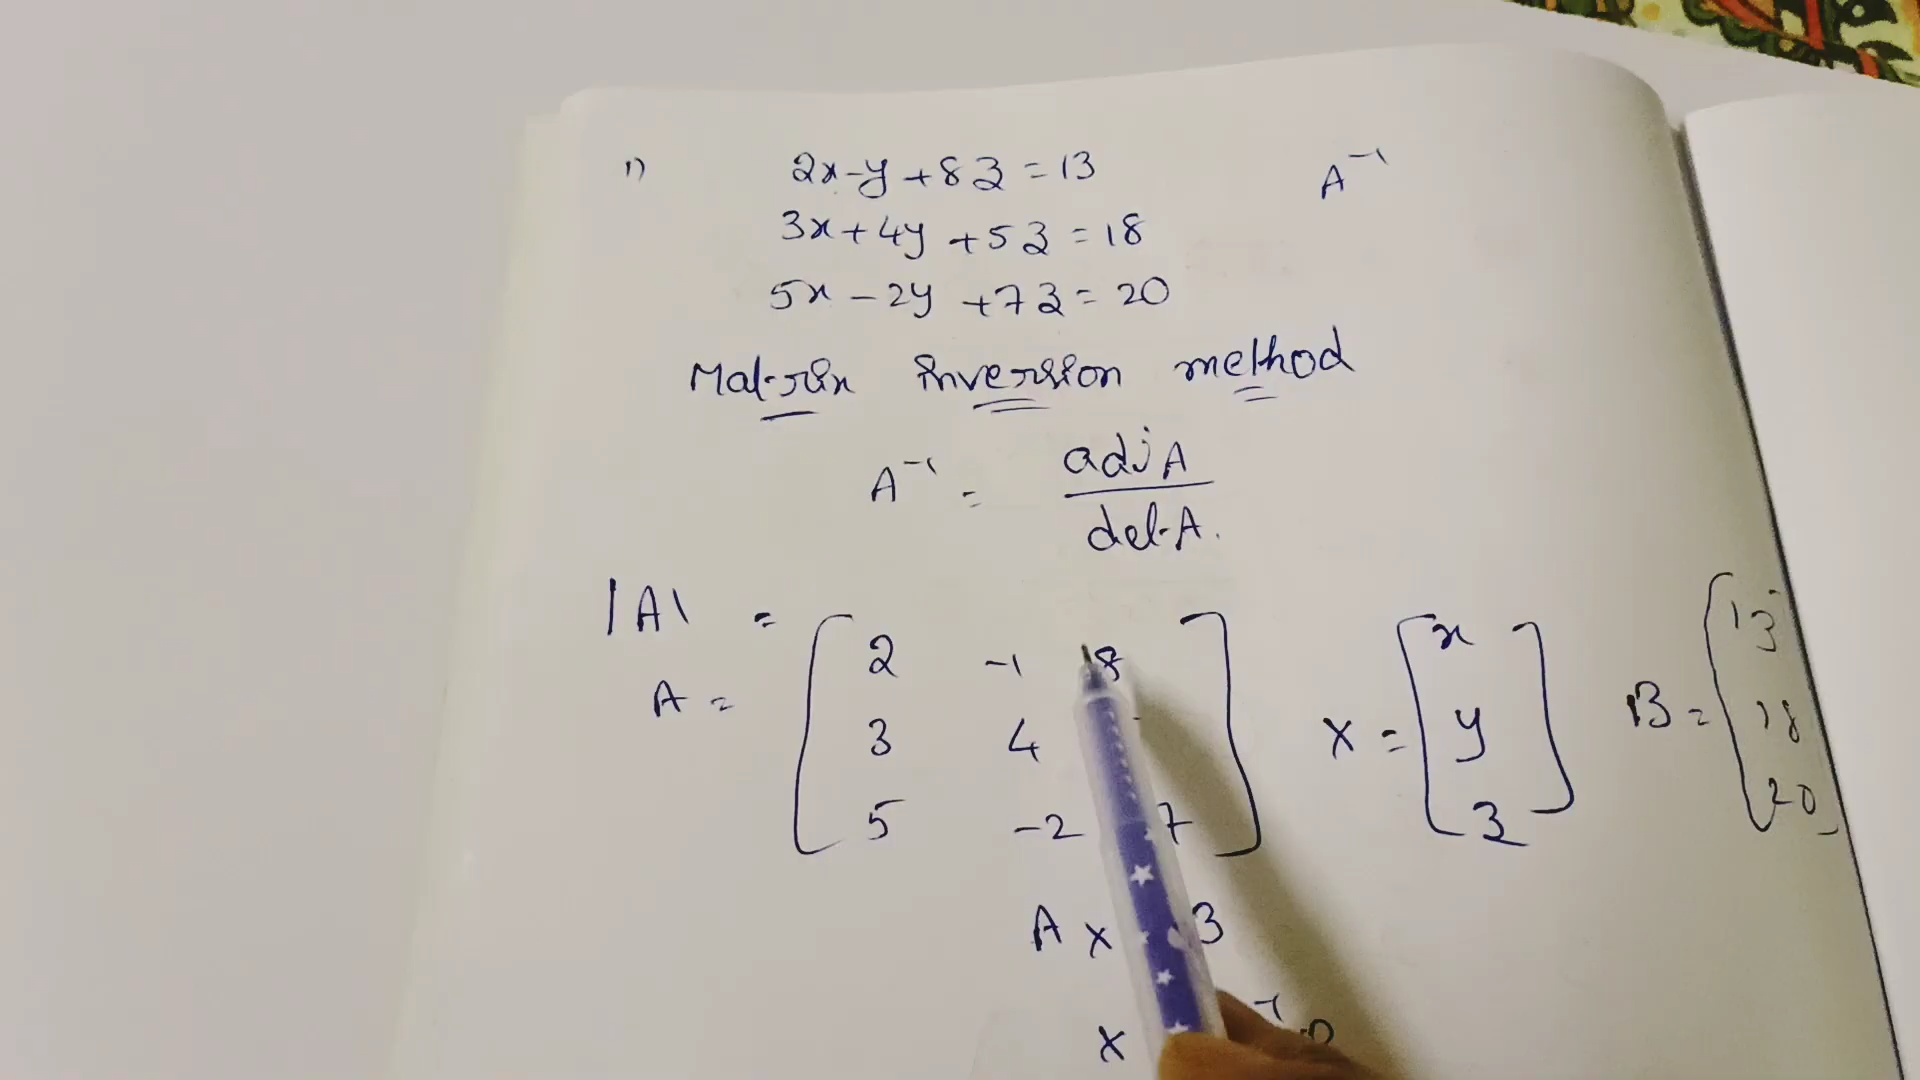 1) 2x-y+8z=13 A⁻¹
3x+4y+5z=18
5x-2y+7z=20
Matrix inversion method
A⁻¹ = adj A
det A.
|A| =
A = [ 2 -1 8 ] X = [ x ] B = [ 13 ]
3 4 y 18
5 -2 7 z 20
A X B
X